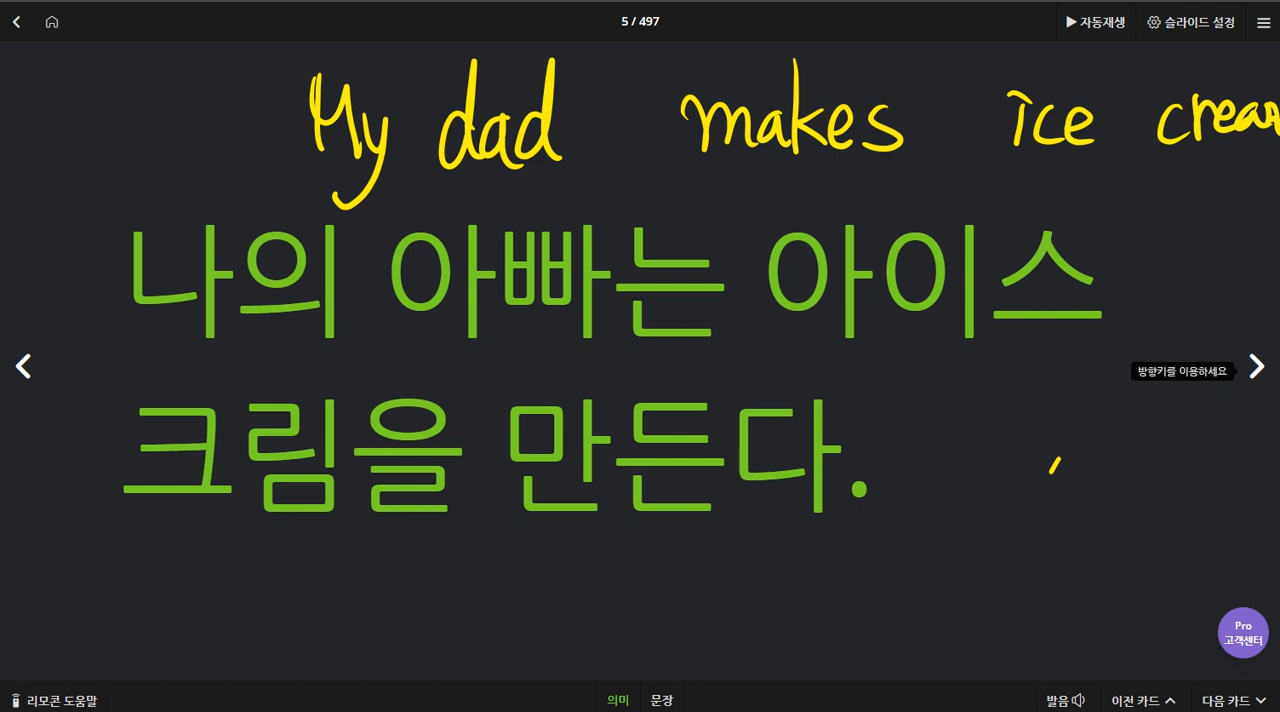 5 / 497
자동재생
슬라이드 설정
My dad makes ice cream
나의 아빠는 아이스
크림을 만든다.
방향키를 이용하세요
Pro
고객센터
리모콘 도움말
의미
문장
발음
이전 카드
다음 카드